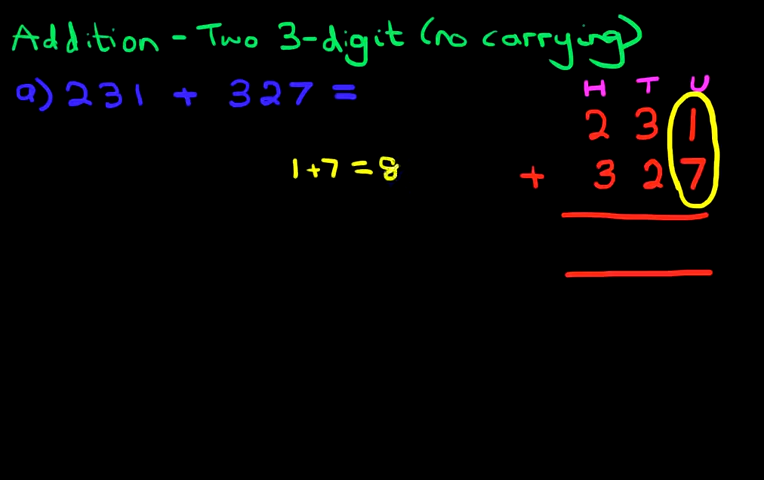 Addition - Two 3-digit (no carrying)
a) 231 + 327 =
H T U
2 3 1
1+7=8
+ 3 2 7